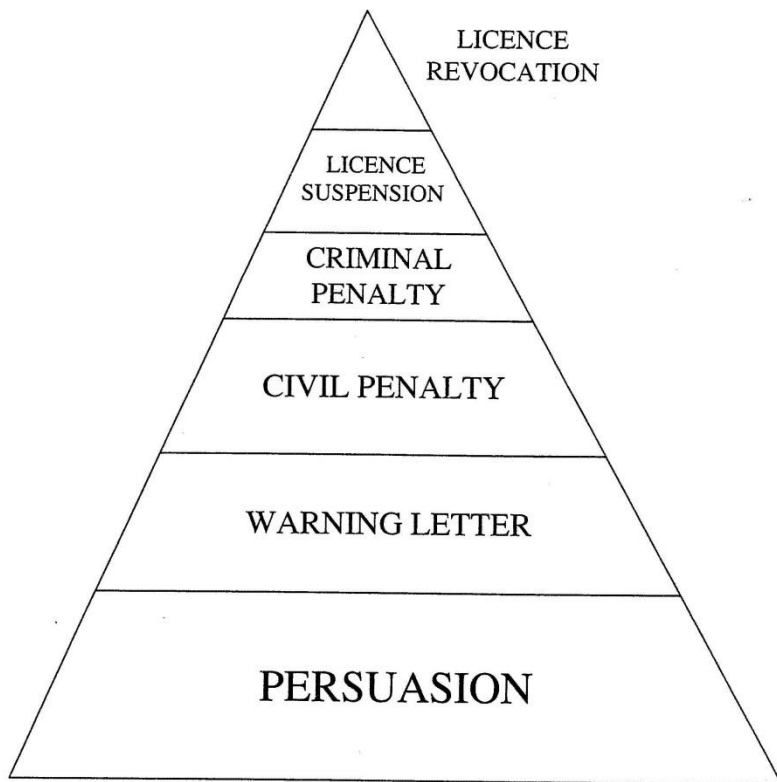 LICENCE
REVOCATION
LICENCE
SUSPENSION
CRIMINAL
PENALTY
CIVIL PENALTY
WARNING LETTER
PERSUASION